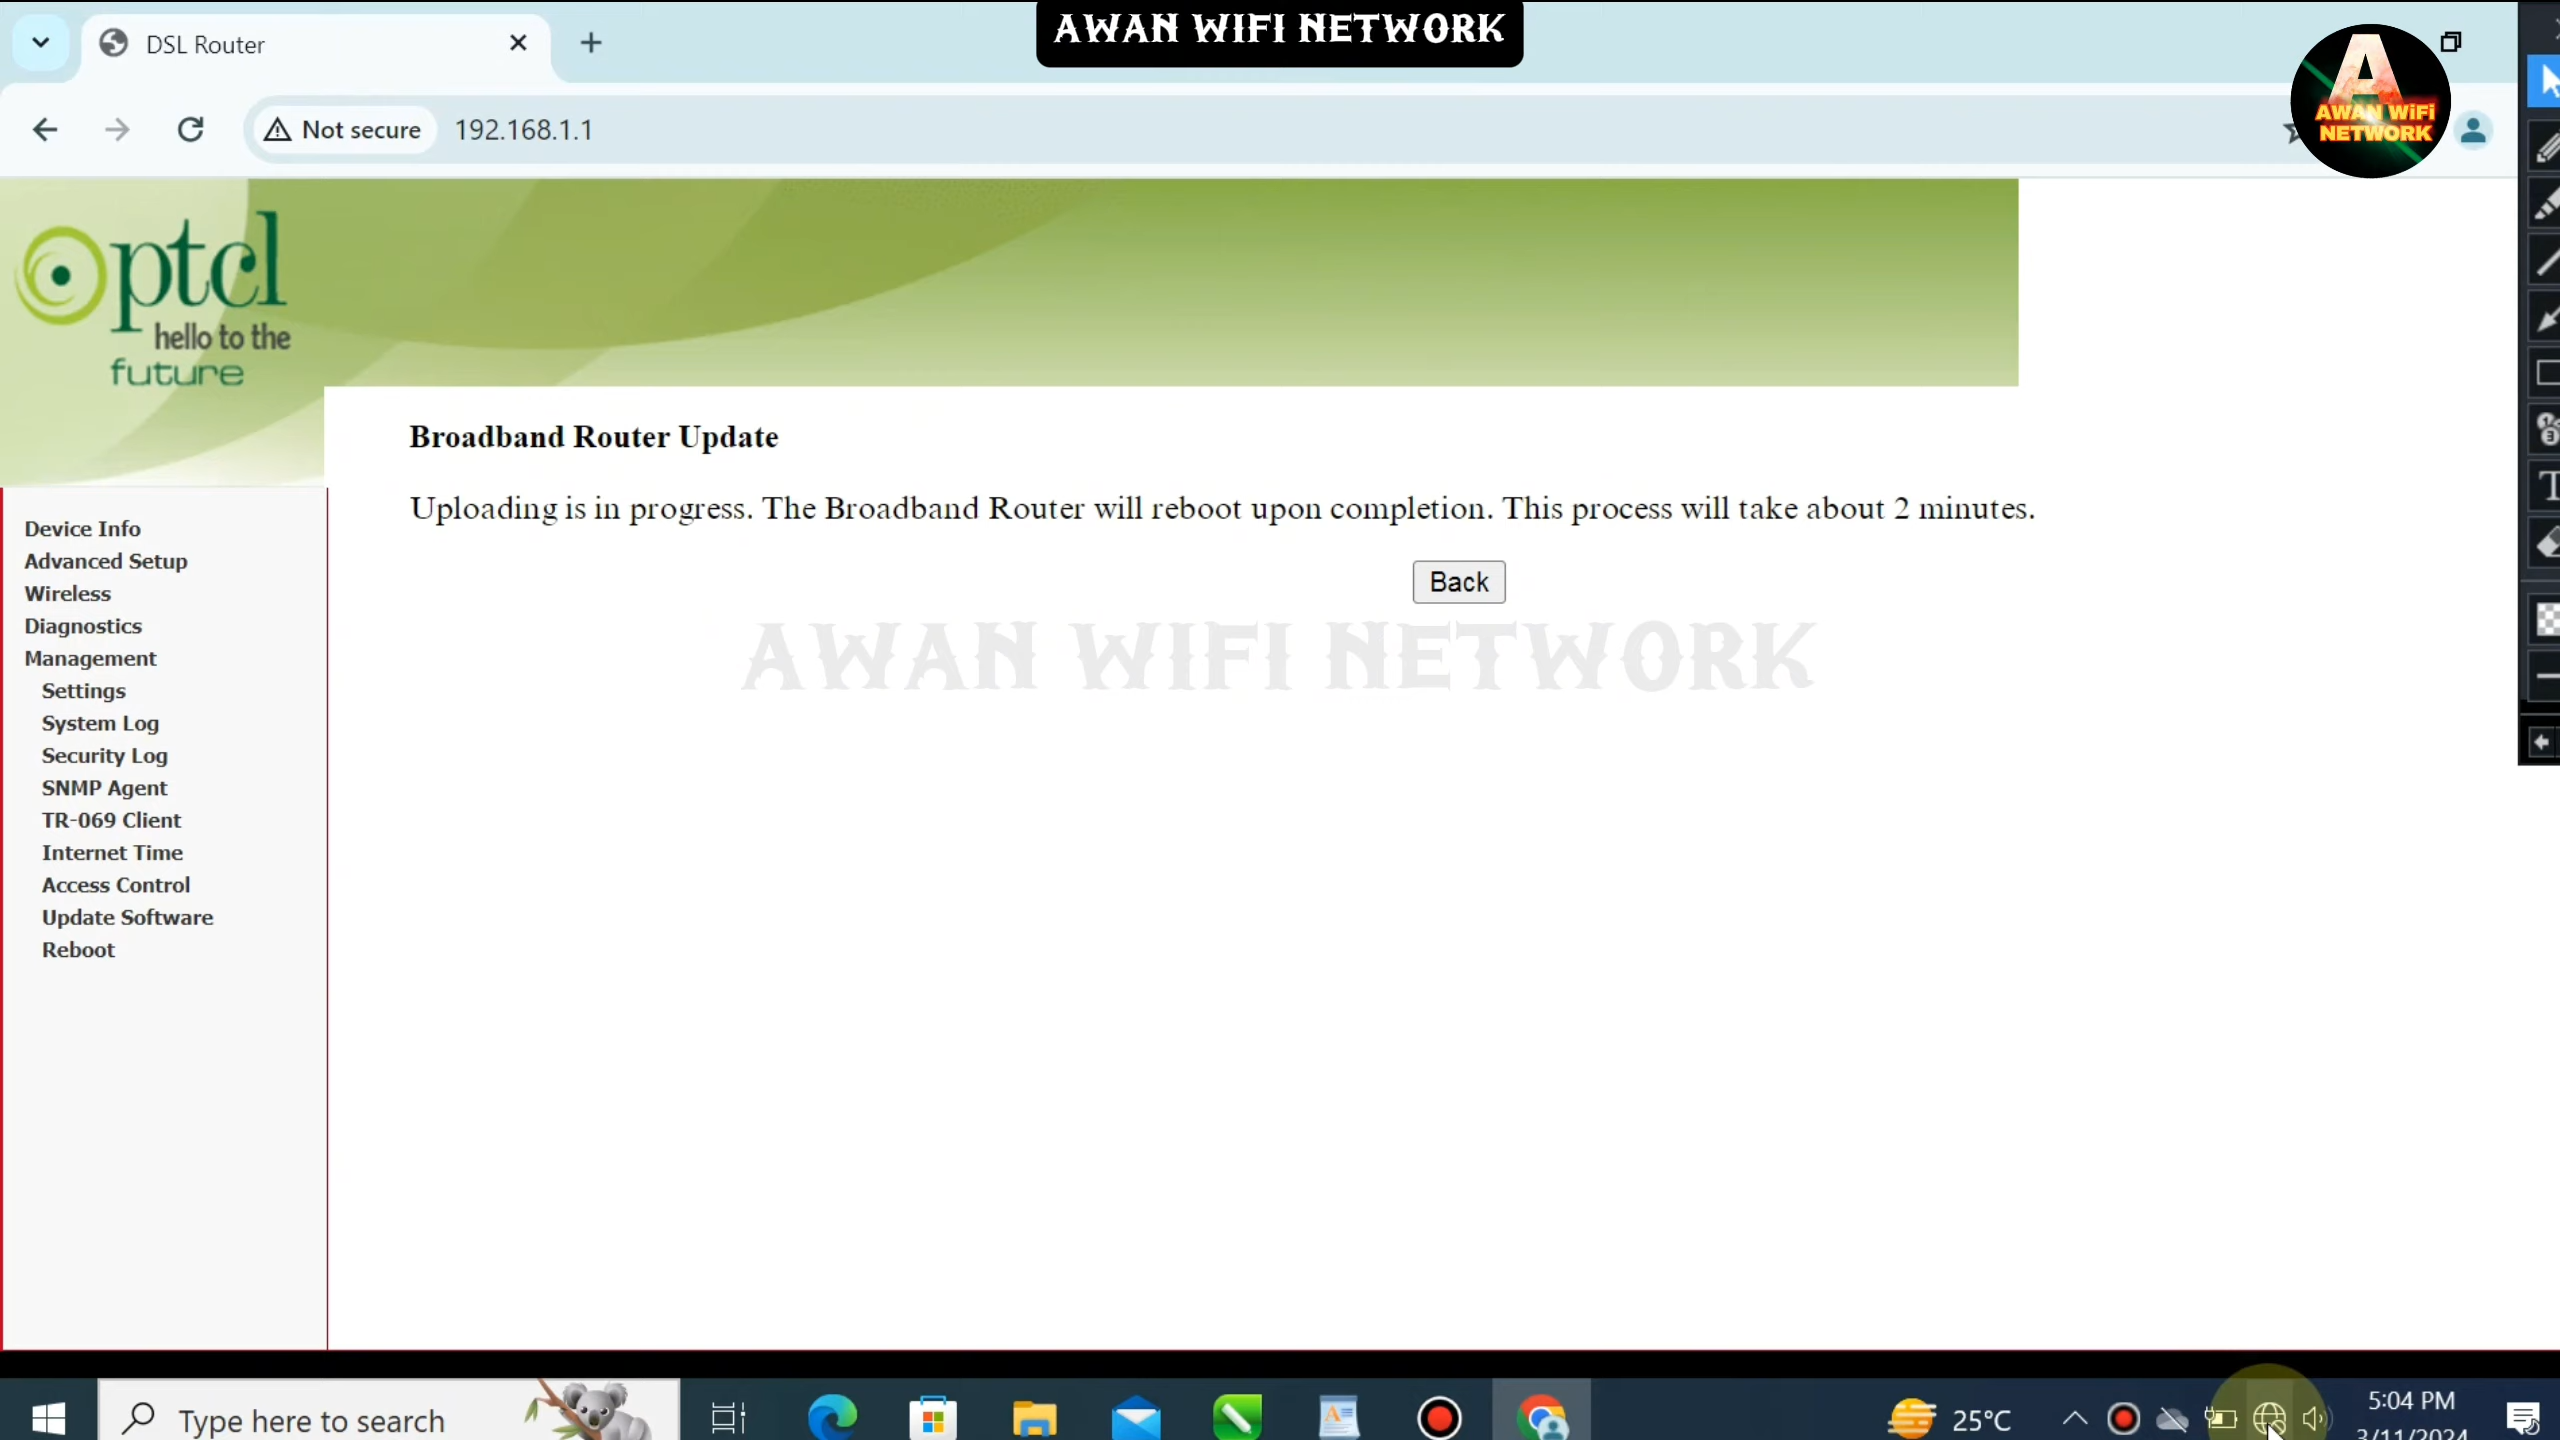 DSL Router
AWAN WIFI NETWORK
Not secure
192.168.1.1
A
AWAN WiFi
NETWORK
ptcl
hello to the
future
Broadband Router Update
Uploading is in progress. The Broadband Router will reboot upon completion. This process will take about 2 minutes.
Back
AWAN WIFI NETWORK
Device Info
Advanced Setup
Wireless
Diagnostics
Management
Settings
System Log
Security Log
SNMP Agent
TR-069 Client
Internet Time
Access Control
Update Software
Reboot
Type here to search
25°C
5:04 PM
3/11/2024